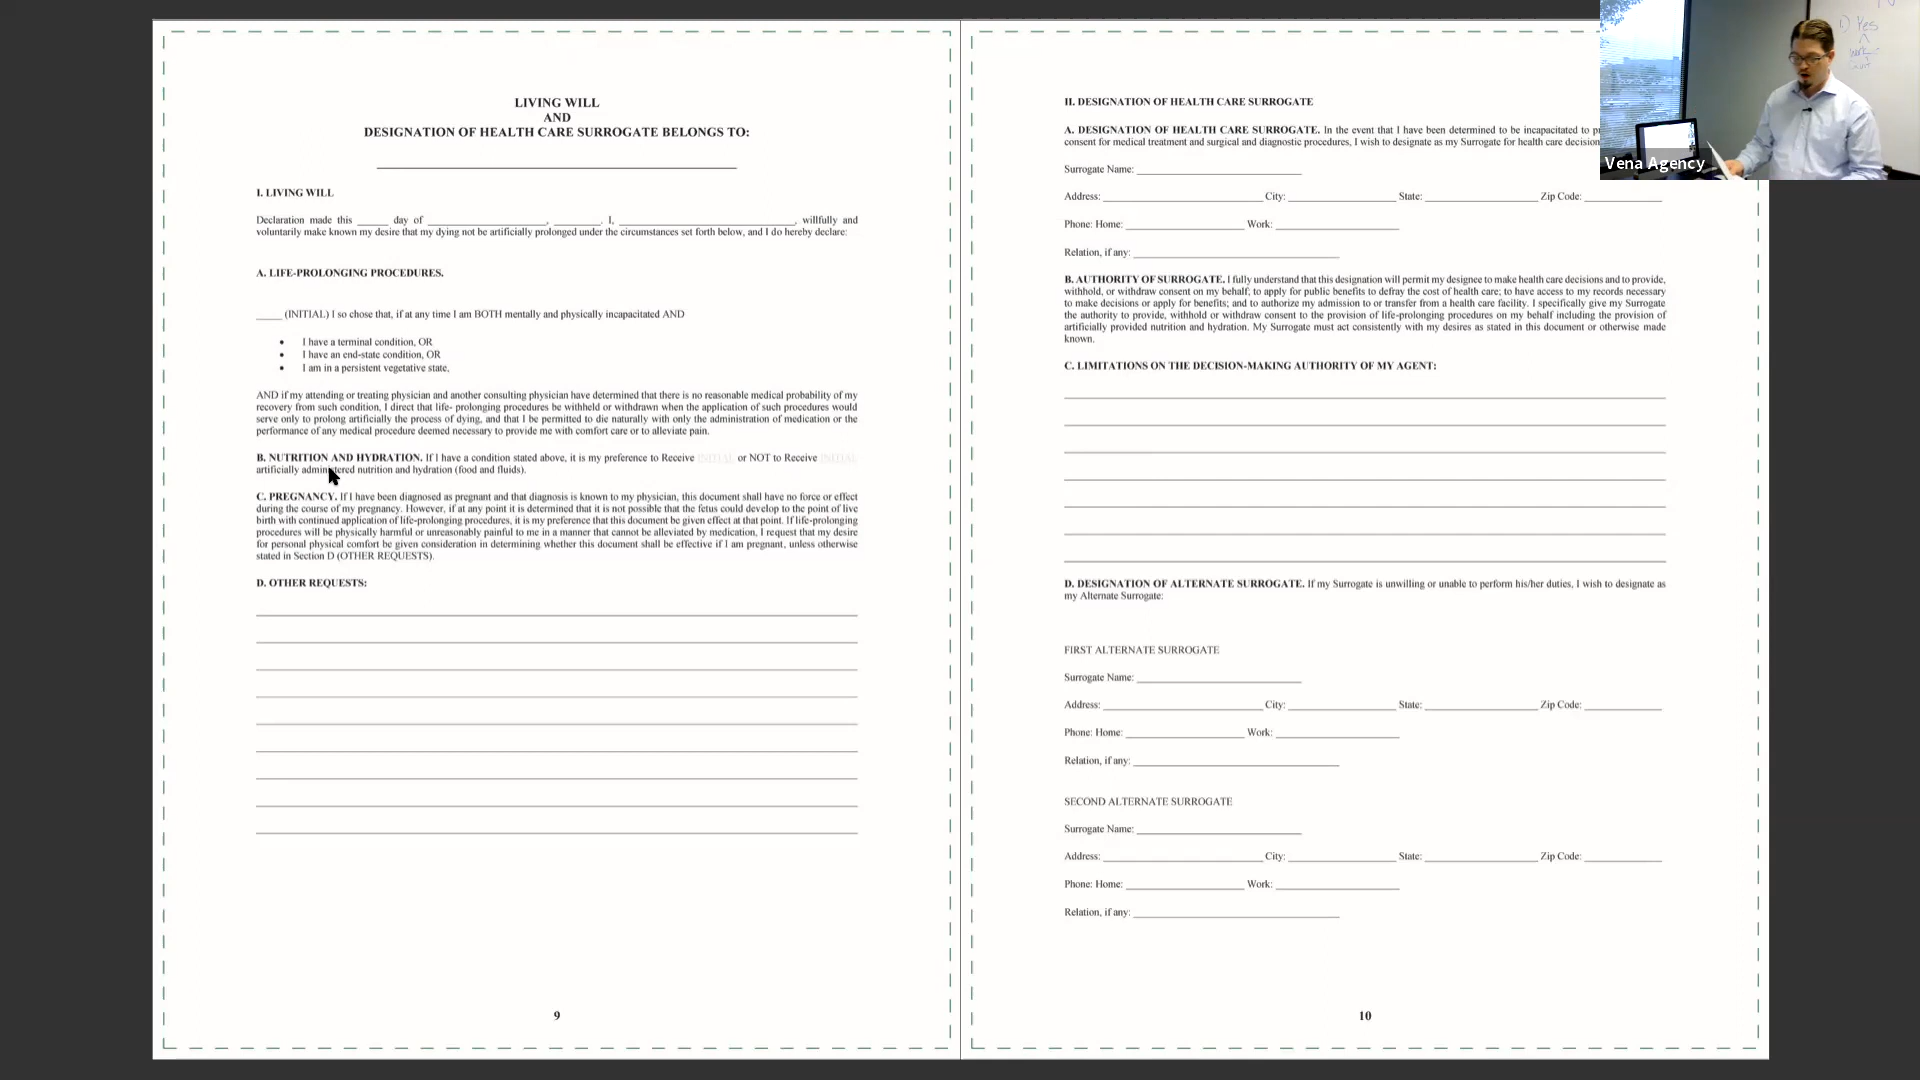 LIVING WILL
AND
DESIGNATION OF HEALTH CARE SURROGATE BELONGS TO:
I. LIVING WILL
Declaration made this _____ day of ____________________, ________. I, ______________________________, willfully and
voluntarily make known my desire that my dying not be artificially prolonged under the circumstances set forth below, and I do hereby declare:
A. LIFE-PROLONGING PROCEDURES.
_____ (INITIAL) I so chose that, if at any time I am BOTH mentally and physically incapacitated AND
• I have a terminal condition, OR
• I have an end-state condition, OR
• I am in a persistent vegetative state,
AND if my attending or treating physician and another consulting physician have determined that there is no reasonable medical probability of my
recovery from such condition, I direct that life- prolonging procedures be withheld or withdrawn when the application of such procedures would
serve only to prolong artificially the process of dying, and that I be permitted to die naturally with only the administration of medication or the
performance of any medical procedure deemed necessary to provide me with comfort care or to alleviate pain.
B. NUTRITION AND HYDRATION. If I have a condition stated above, it is my preference to Receive INITIAL or NOT to Receive INITIAL
artificially administered nutrition and hydration (food and fluids).
C. PREGNANCY. If I have been diagnosed as pregnant and that diagnosis is known to my physician, this document shall have no force or effect
during the course of my pregnancy. However, if at any point it is determined that it is not possible that the fetus could develop to the point of live
birth with continued application of life-prolonging procedures, it is my preference that this document be given effect at that point. If life-prolonging
procedures will be physically harmful or unreasonably painful to me in a manner that cannot be alleviated by medication, I request that my desire
for personal physical comfort be given consideration in determining whether this document shall be effective if I am pregnant, unless otherwise
stated in Section D (OTHER REQUESTS).
D. OTHER REQUESTS:
9
II. DESIGNATION OF HEALTH CARE SURROGATE
A. DESIGNATION OF HEALTH CARE SURROGATE. In the event that I have been determined to be incapacitated to
consent for medical treatment and surgical and diagnostic procedures, I wish to designate as my Surrogate for health care
Surrogate Name: ____________________
Address: ____________________ City: ____________________ State: ____________________ Zip Code: ____________________
Phone: Home: ____________________ Work: ____________________
Relation, if any: ____________________
B. AUTHORITY OF SURROGATE. I fully understand that this designation will permit my designee to make health care decisions and to provide,
withhold, or withdraw consent on my behalf; to apply for public benefits to defray the cost of health care; to have access to my records necessary
to make decisions or apply for benefits; and to authorize my admission to or transfer from a health care facility. I specifically give my Surrogate
the authority to provide, withhold or withdraw consent to the provision of life-prolonging procedures on my behalf including the provision of
artificially provided nutrition and hydration. My Surrogate must act consistently with my desires as stated in this document or otherwise made
known.
C. LIMITATIONS ON THE DECISION-MAKING AUTHORITY OF MY AGENT:
D. DESIGNATION OF ALTERNATE SURROGATE. If my Surrogate is unwilling or unable to perform his/her duties, I wish to designate as
my Alternate Surrogate:
FIRST ALTERNATE SURROGATE
Surrogate Name: ____________________
Address: ____________________ City: ____________________ State: ____________________ Zip Code: ____________________
Phone: Home: ____________________ Work: ____________________
Relation, if any: ____________________
SECOND ALTERNATE SURROGATE
Surrogate Name: ____________________
Address: ____________________ City: ____________________ State: ____________________ Zip Code: ____________________
Phone: Home: ____________________ Work: ____________________
Relation, if any: ____________________
10
Yes
Vena Agency